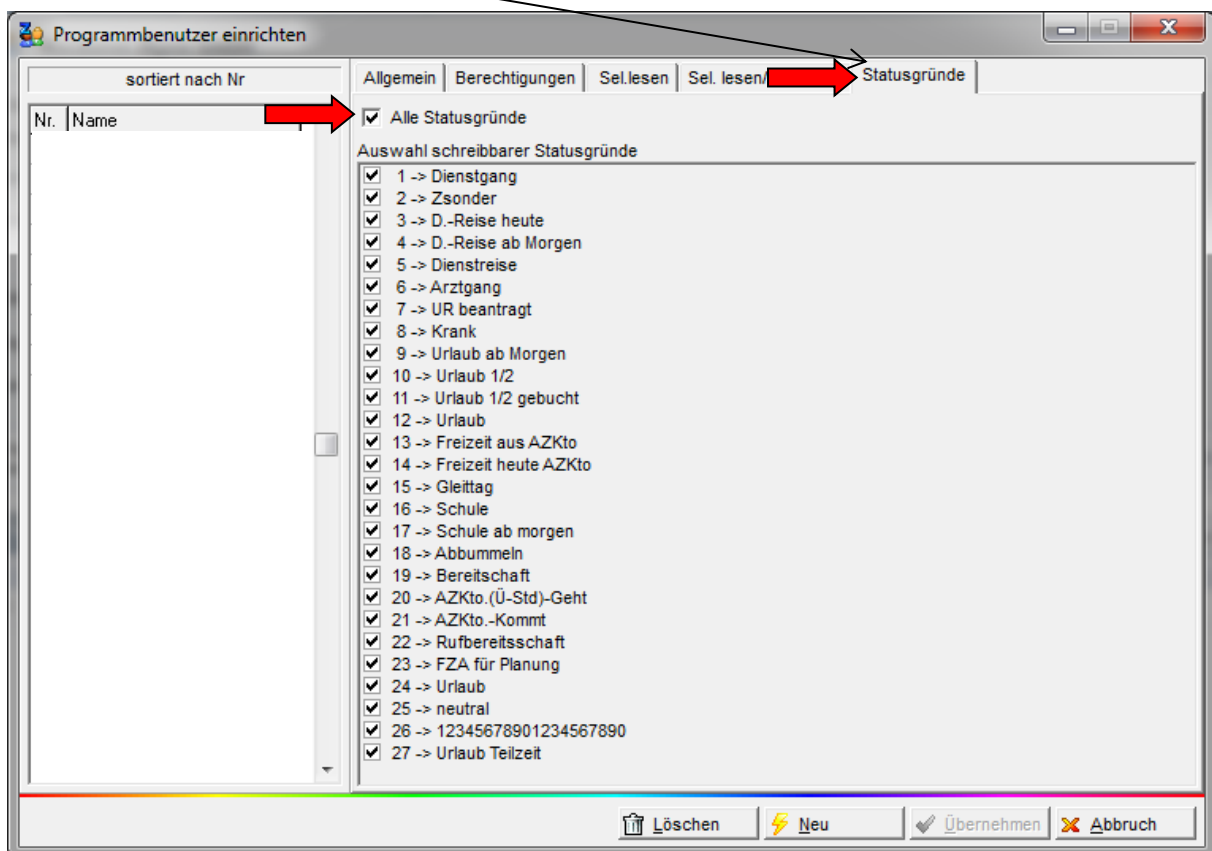 Programmbenutzer einrichten
sortiert nach Nr
Nr. Name
Allgemein Berechtigungen Sel.lesen Sel. lesen/ Statusgründe
Alle Statusgründe
Auswahl schreibbarer Statusgründe
1 -> Dienstgang
2 -> Zsonder
3 -> D.-Reise heute
4 -> D.-Reise ab Morgen
5 -> Dienstreise
6 -> Arztgang
7 -> UR beantragt
8 -> Krank
9 -> Urlaub ab Morgen
10 -> Urlaub 1/2
11 -> Urlaub 1/2 gebucht
12 -> Urlaub
13 -> Freizeit aus AZKto
14 -> Freizeit heute AZKto
15 -> Gleittag
16 -> Schule
17 -> Schule ab morgen
18 -> Abbummeln
19 -> Bereitschaft
20 -> AZKto.(Ü-Std)-Geht
21 -> AZKto.-Kommt
22 -> Rufbereitsschaft
23 -> FZA für Planung
24 -> Urlaub
25 -> neutral
26 -> 12345678901234567890
27 -> Urlaub Teilzeit
Löschen Neu Übernehmen Abbruch